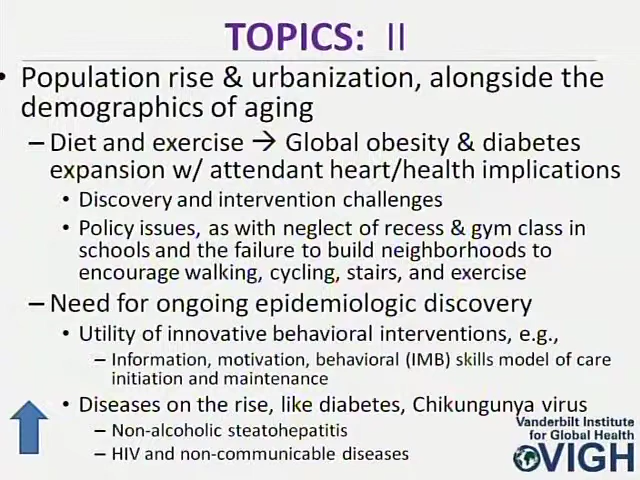 TOPICS: II
• Population rise & urbanization, alongside the
demographics of aging
– Diet and exercise → Global obesity & diabetes
expansion w/ attendant heart/health implications
• Discovery and intervention challenges
• Policy issues, as with neglect of recess & gym class in
schools and the failure to build neighborhoods to
encourage walking, cycling, stairs, and exercise
– Need for ongoing epidemiologic discovery
• Utility of innovative behavioral interventions, e.g.,
– Information, motivation, behavioral (IMB) skills model of care
initiation and maintenance
• Diseases on the rise, like diabetes, Chikungunya virus
– Non-alcoholic steatohepatitis
– HIV and non-communicable diseases
Vanderbilt Institute
for Global Health
VIGH